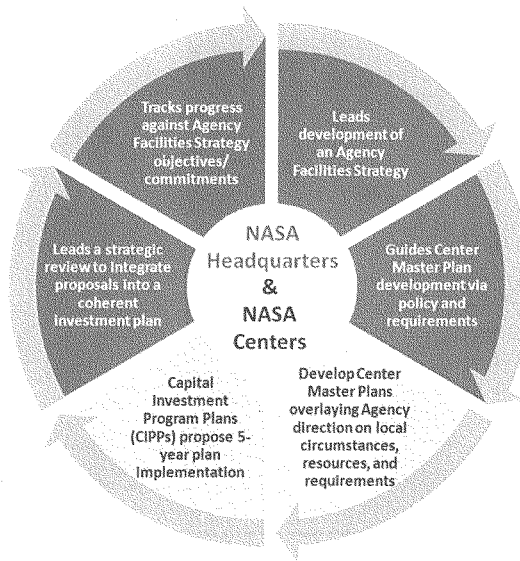 Tracks progress
against Agency
Facilities Strategy
objectives/
commitments
Leads
development of
an Agency
Facilities Strategy
Guides Center
Master Plan
development via
policy and
requirements
Develop Center
Master Plans
overlaying Agency
direction on local
circumstances,
resources, and
requirements
Capital
Investment
Program Plans
(CIPPs) propose 5-
year plan
implementation
Leads a strategic
review to integrate
proposals into a
coherent
investment plan
NASA
Headquarters
&
NASA
Centers